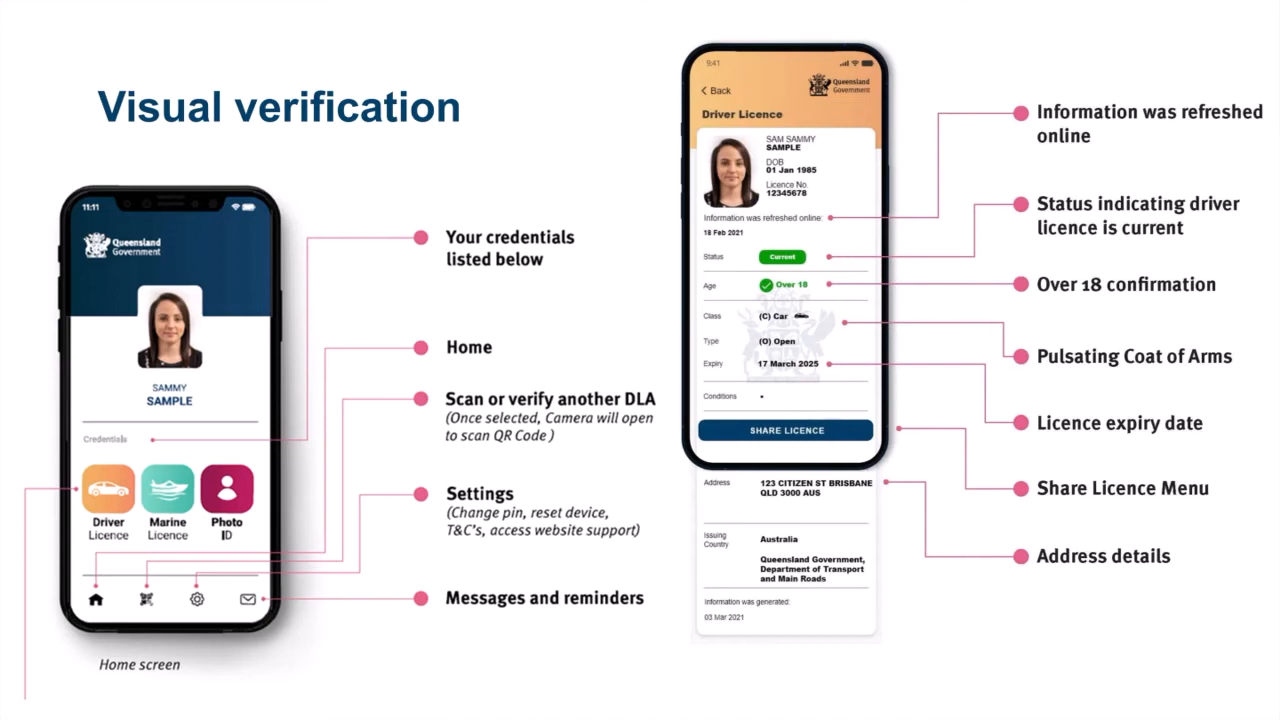 Visual verification
11:11
Queensland
Government
SAMMY
SAMPLE
Credentials
Driver
Licence
Marine
Licence
Photo
ID
Home screen
Your credentials
listed below
Home
Scan or verify another DLA
(Once selected, Camera will open
to scan QR Code )
Settings
(Change pin, reset device,
T&C's, access website support)
Messages and reminders
9:41
Back
Queensland
Government
Driver Licence
SAM SAMMY
SAMPLE
DOB
01 Jan 1985
Licence No.
12345678
Information was refreshed online:
18 Feb 2021
Status Current
Age Over 18
Class (C) Car
Type (O) Open
Expiry 17 March 2025
Conditions -
SHARE LICENCE
Address 123 CITIZEN ST BRISBANE
QLD 3000 AUS
Issuing
Country
Australia
Queensland Government,
Department of Transport
and Main Roads
Information was generated:
03 Mar 2021
Information was refreshed
online
Status indicating driver
licence is current
Over 18 confirmation
Pulsating Coat of Arms
Licence expiry date
Share Licence Menu
Address details